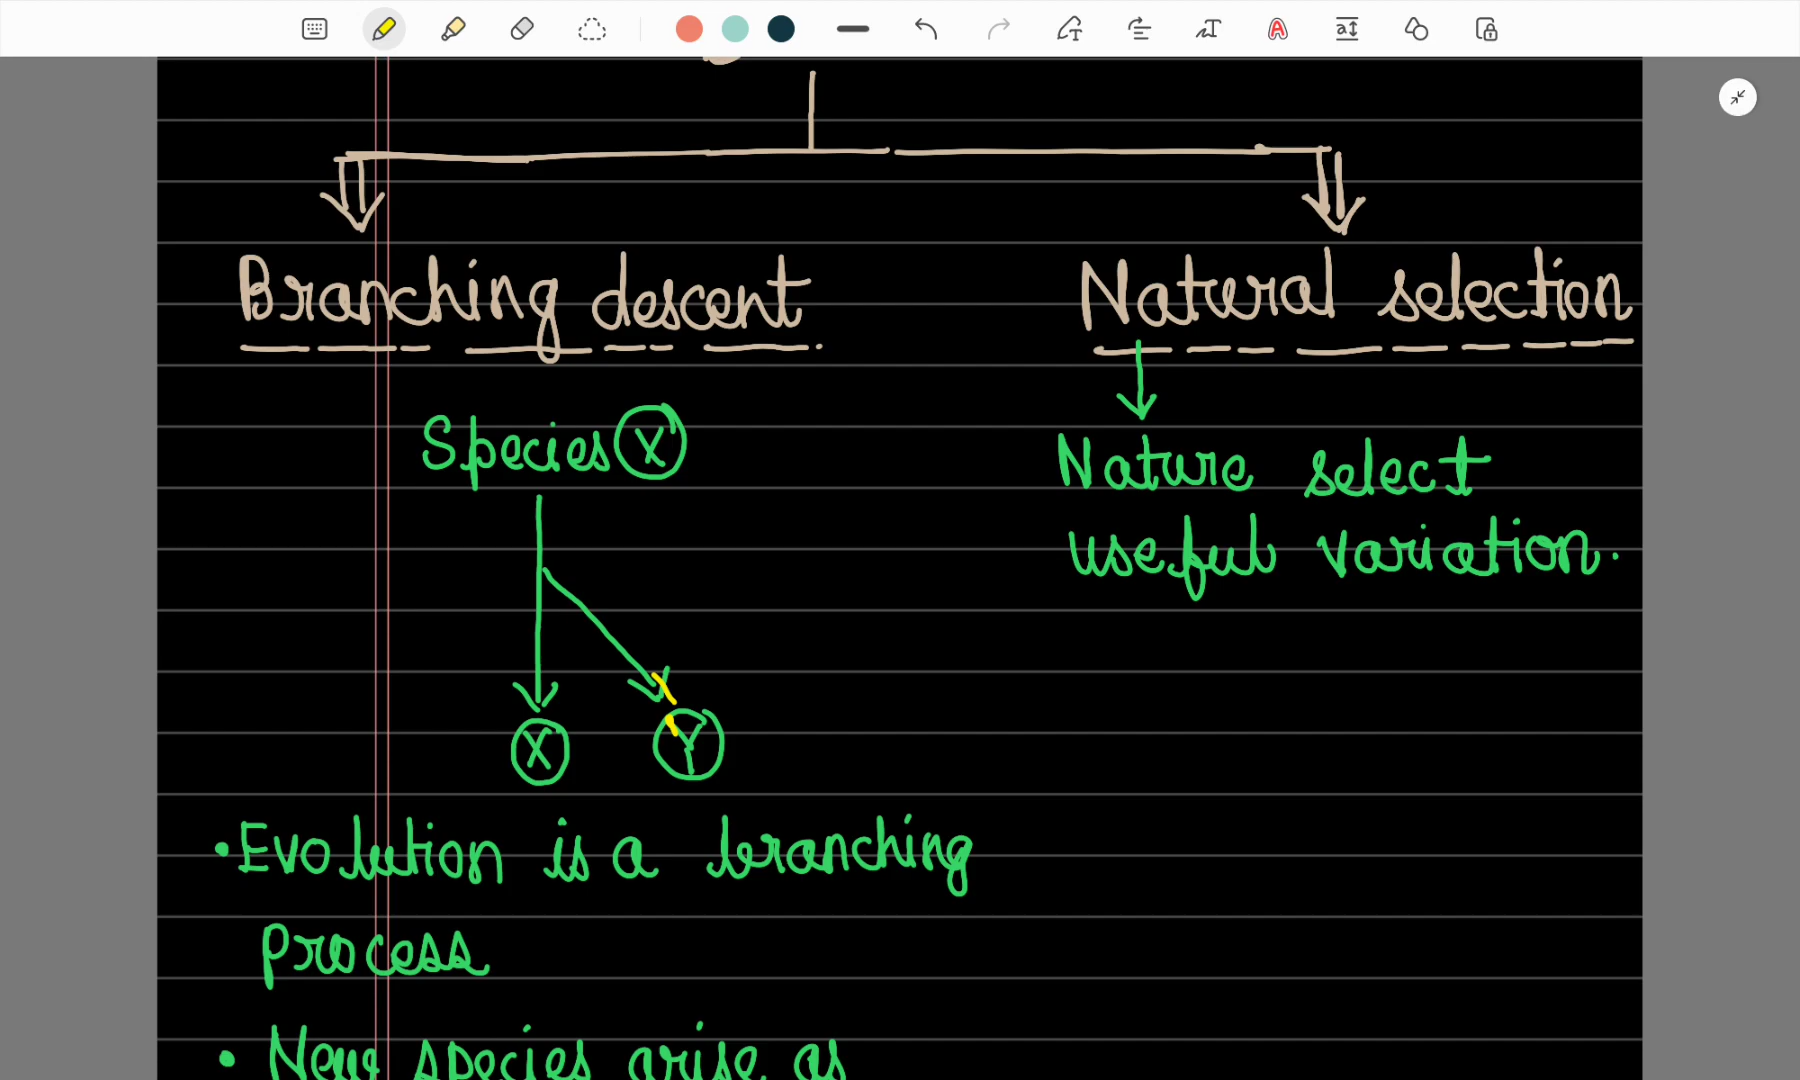 Branching descent
Natural selection
Species X
X Y
• Evolution is a branching
process
• New species arise as
Nature select
useful variation.